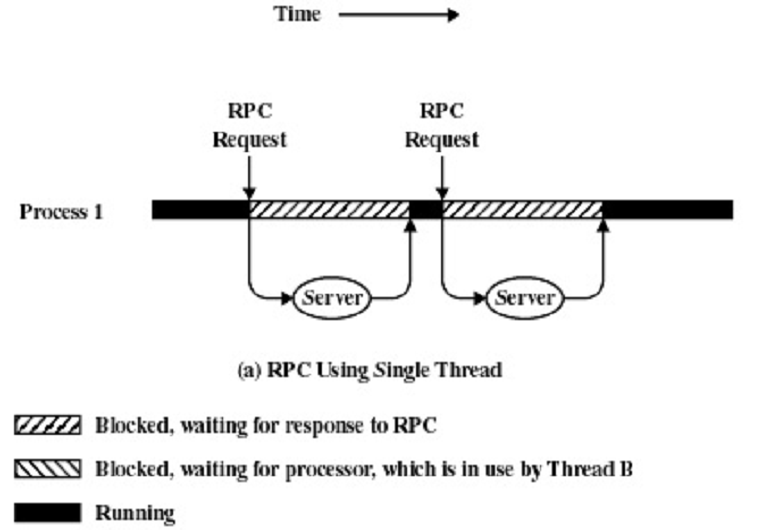 Time
RPC
Request
RPC
Request
Process 1
Server
Server
(a) RPC Using Single Thread
Blocked, waiting for response to RPC
Blocked, waiting for processor, which is in use by Thread B
Running